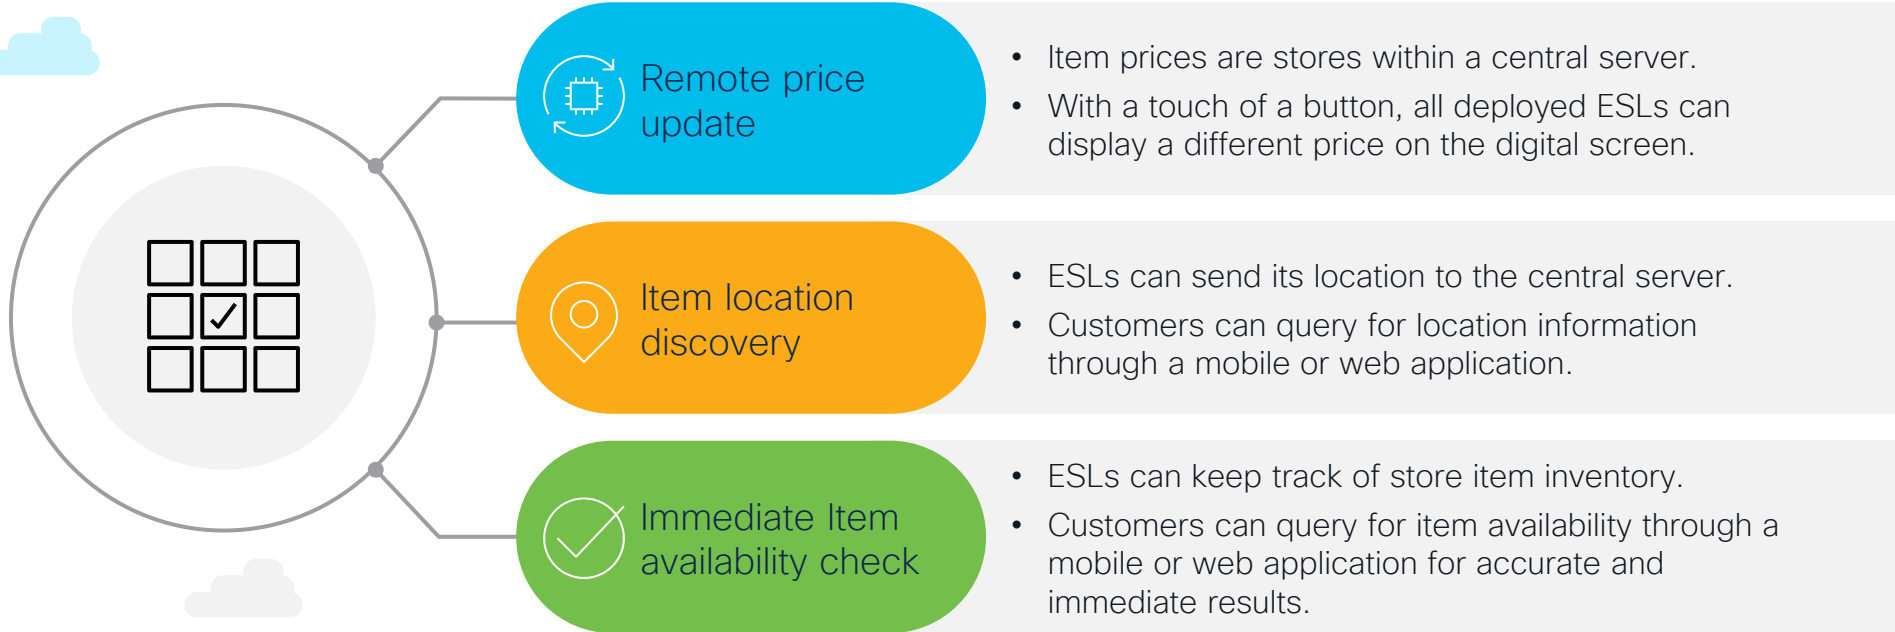 Remote price
update
• Item prices are stores within a central server.
• With a touch of a button, all deployed ESLs can
display a different price on the digital screen.
Item location
discovery
• ESLs can send its location to the central server.
• Customers can query for location information
through a mobile or web application.
Immediate Item
availability check
• ESLs can keep track of store item inventory.
• Customers can query for item availability through a
mobile or web application for accurate and
immediate results.